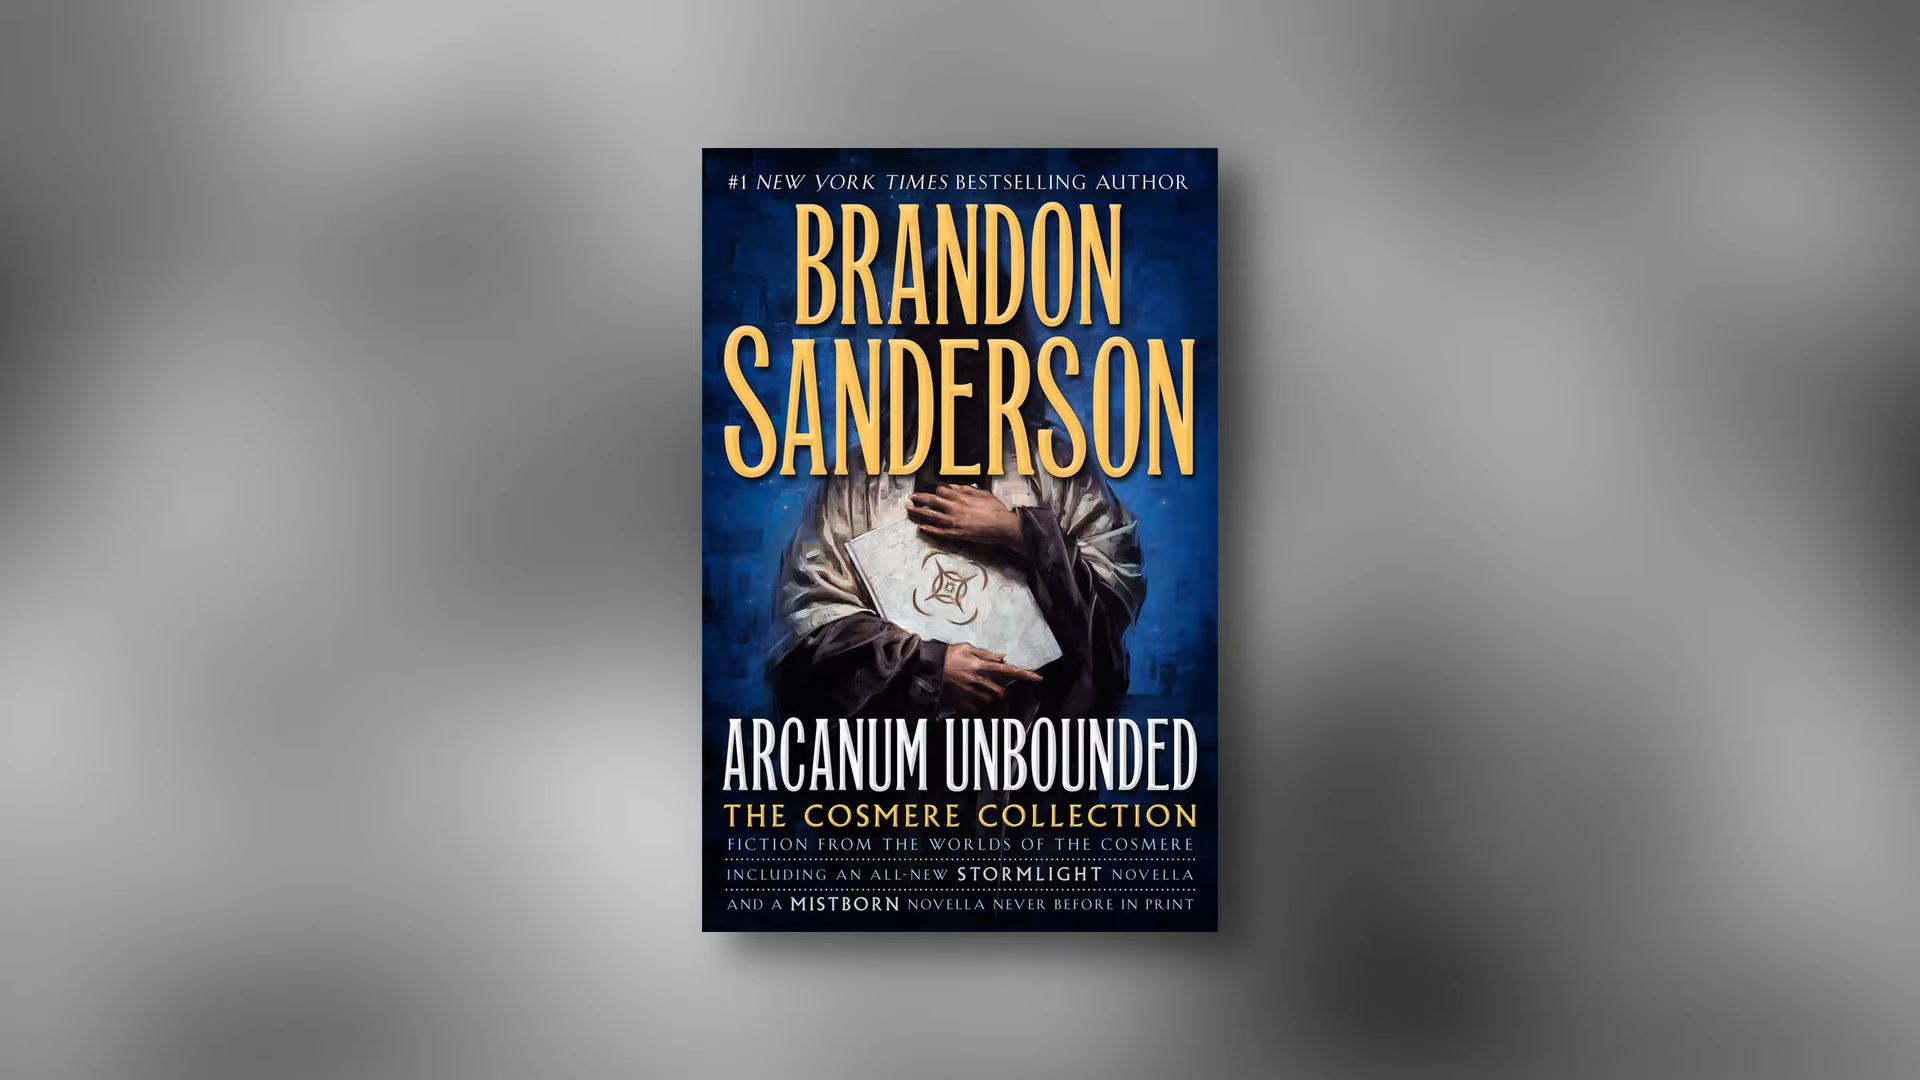 #1 NEW YORK TIMES BESTSELLING AUTHOR
BRANDON
SANDERSON
ARCANUM UNBOUNDED
THE COSMERE COLLECTION
FICTION FROM THE WORLDS OF THE COSMERE
INCLUDING AN ALL-NEW STORMLIGHT NOVELLA
AND A MISTBORN NOVELLA NEVER BEFORE IN PRINT